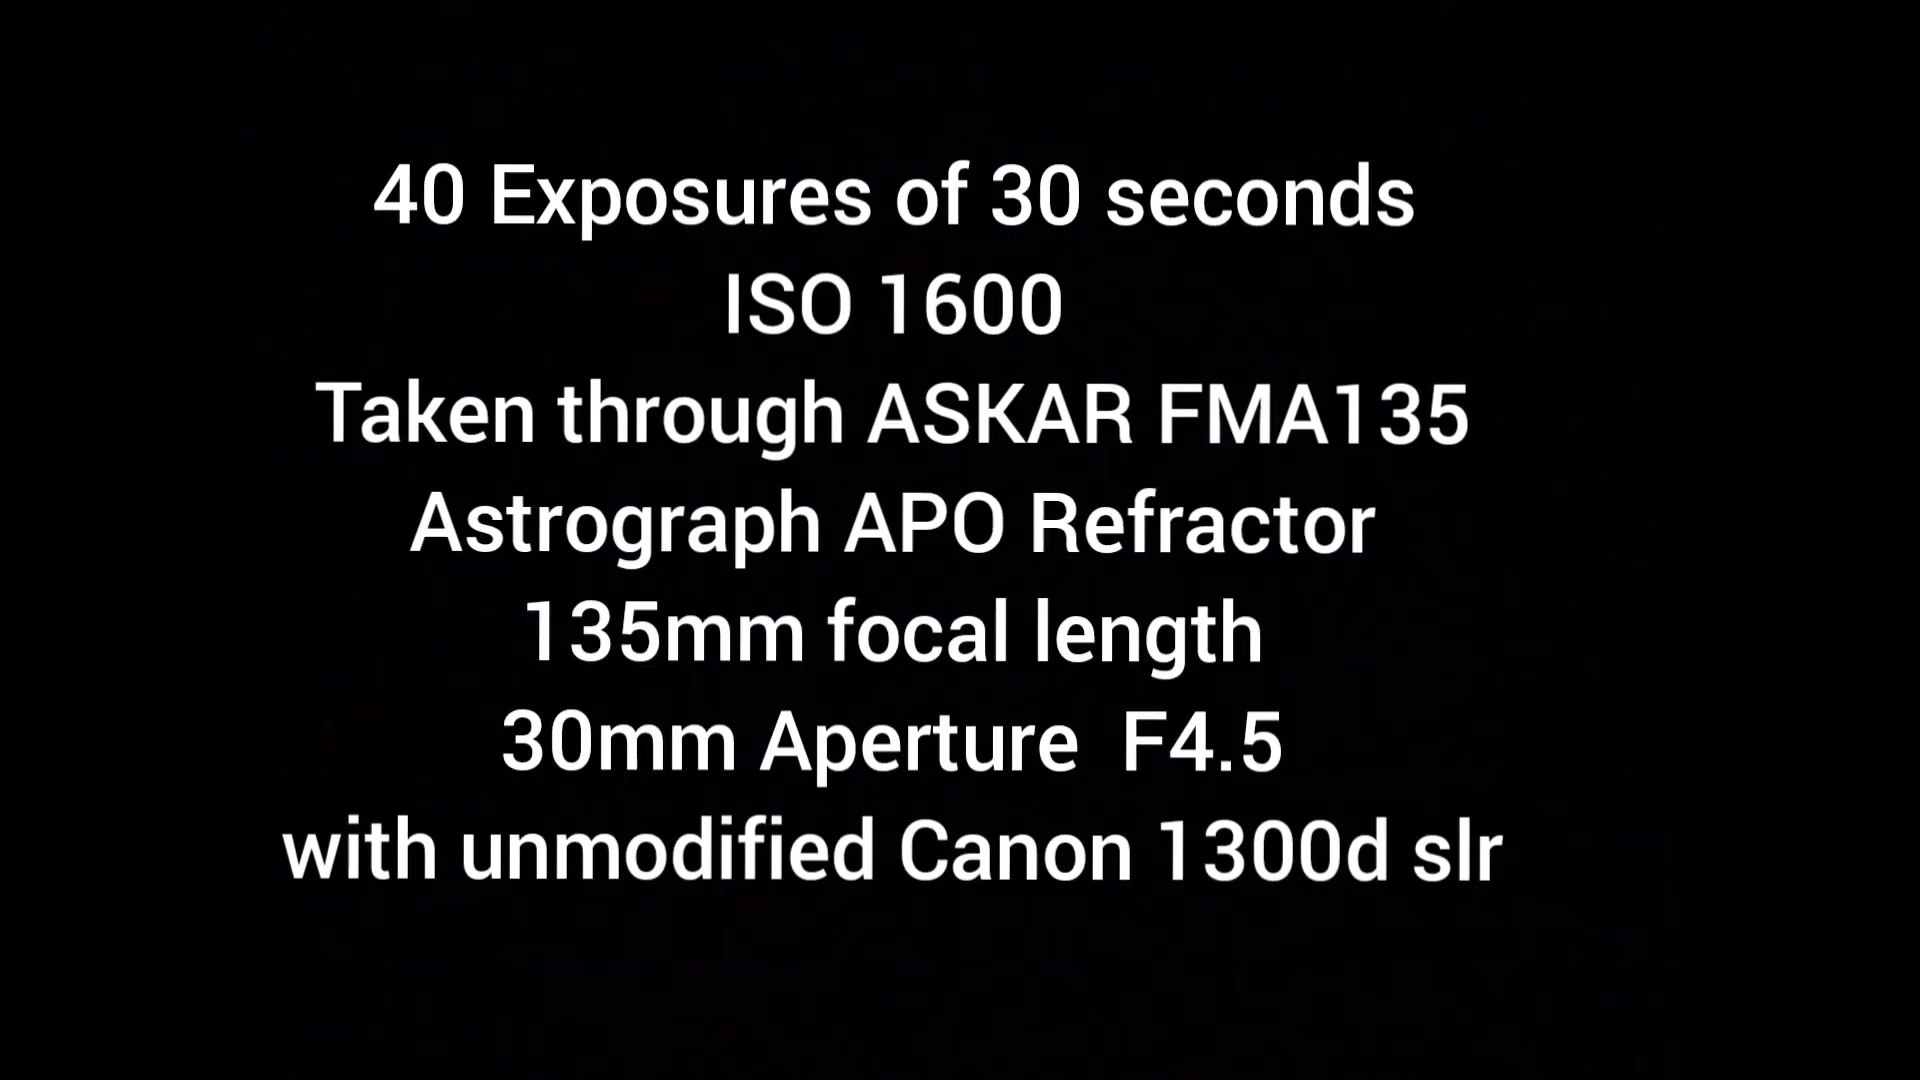 40 Exposures of 30 seconds
ISO 1600
Taken through ASKAR FMA135
Astrograph APO Refractor
135mm focal length
30mm Aperture  F4.5
with unmodified Canon 1300d slr